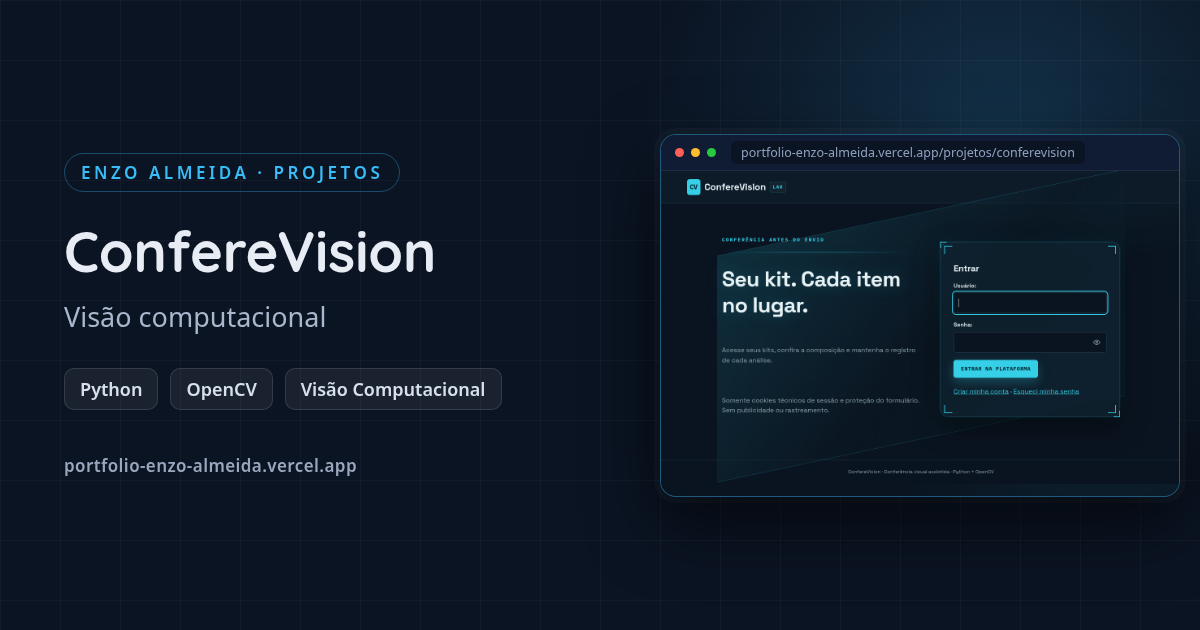 ENZO ALMEIDA · PROJETOS
ConfereVision
Visão computacional
Python
OpenCV
Visão Computacional
portfolio-enzo-almeida.vercel.app
portfolio-enzo-almeida.vercel.app/projetos/conferevision
CV
ConfereVision
LAB
CONFERÊNCIA ANTES DO ENVIO
Seu kit. Cada item
no lugar.
Acesse seus kits, confira a composição e mantenha o registro
de cada análise.
Somente cookies técnicos de sessão e proteção do formulário.
Sem publicidade ou rastreamento.
Entrar
Usuário:
Senha:
ENTRAR NA PLATAFORMA
Criar minha conta · Esqueci minha senha
ConfereVision · Conferência visual assistida · Python + OpenCV